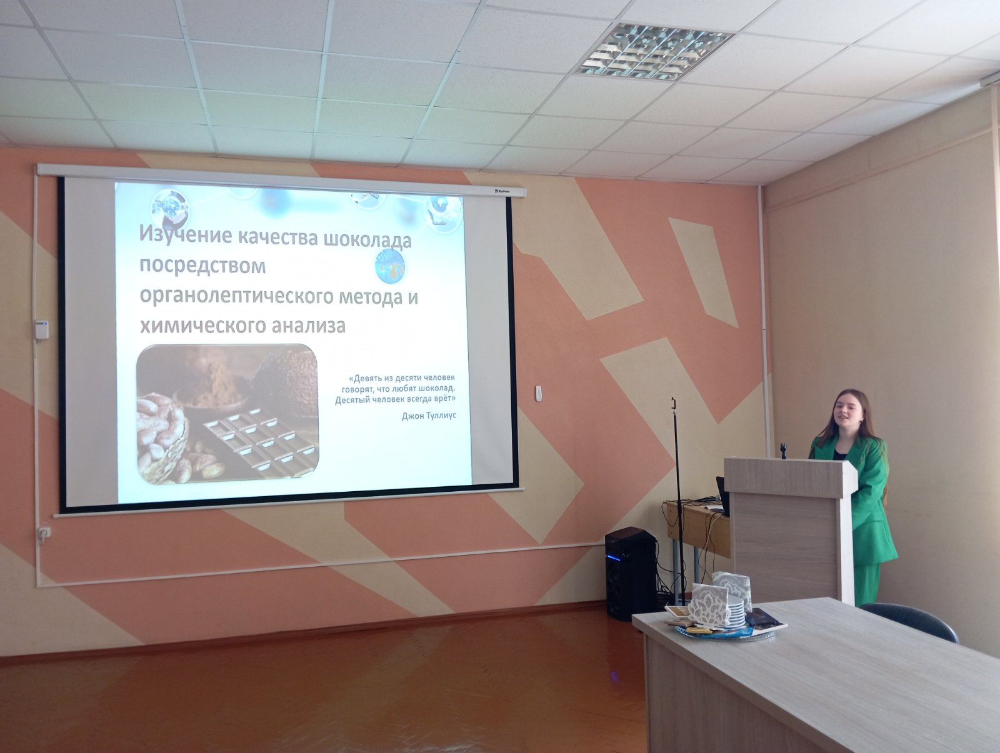 ByPrint
Изучение качества шоколада
посредством
органолептического метода и
химического анализа
«Девять из десяти человек
говорят, что любят шоколад.
Десятый человек всегда врёт»
Джон Туллиус